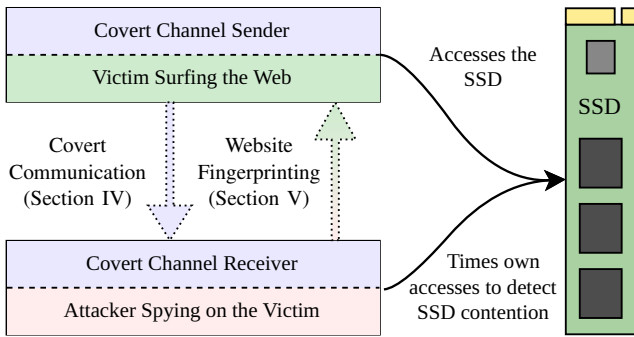 Covert Channel Sender
Victim Surfing the Web
Accesses the
SSD
SSD
Covert
Communication
(Section IV)
Website
Fingerprinting
(Section V)
Covert Channel Receiver
Attacker Spying on the Victim
Times own
accesses to detect
SSD contention